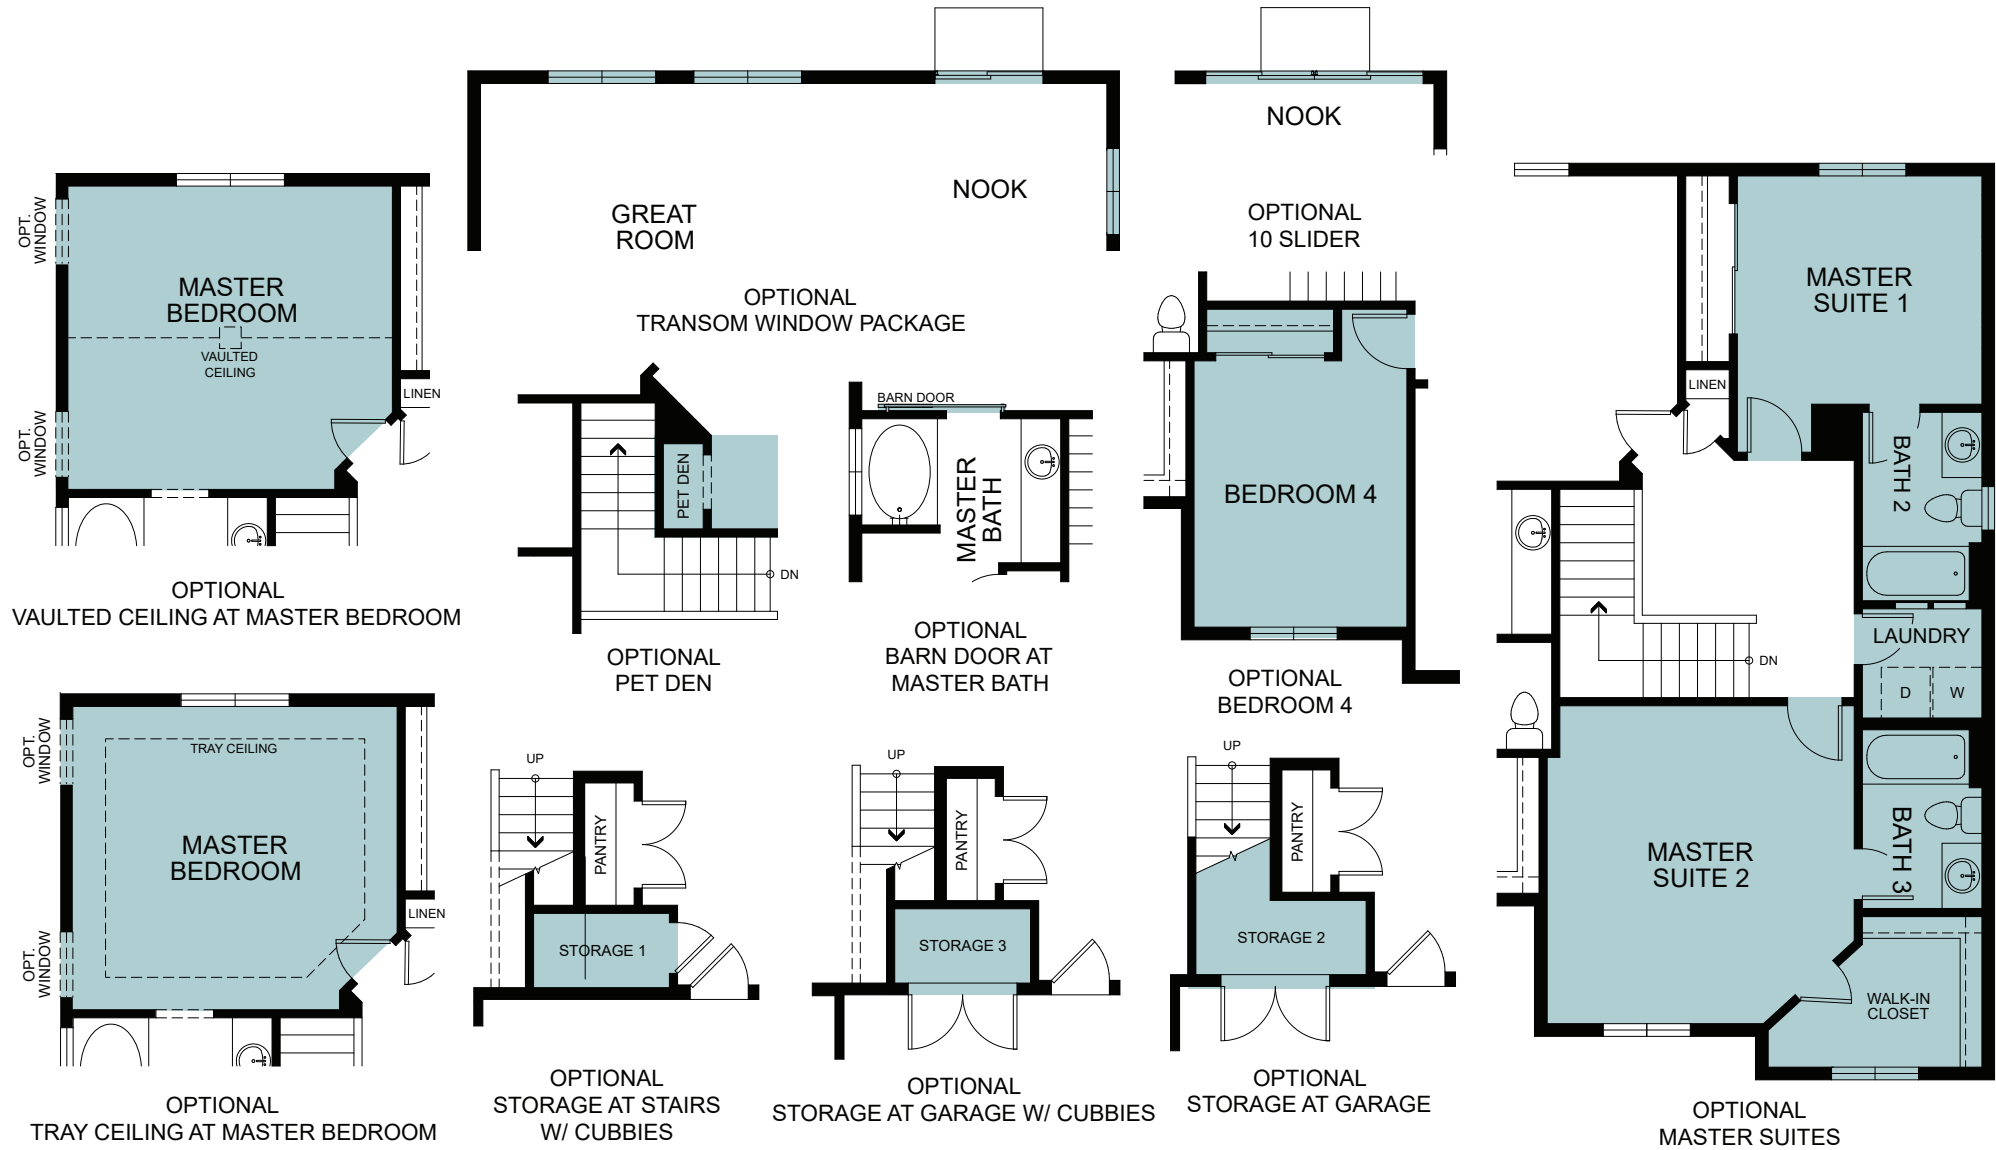 OPT.
WINDOW
MASTER
BEDROOM
VAULTED
CEILING
LINEN
OPT.
WINDOW
OPTIONAL
VAULTED CEILING AT MASTER BEDROOM
OPT.
WINDOW
TRAY CEILING
MASTER
BEDROOM
LINEN
OPT.
WINDOW
OPTIONAL
TRAY CEILING AT MASTER BEDROOM
GREAT
ROOM
NOOK
OPTIONAL
TRANSOM WINDOW PACKAGE
NOOK
OPTIONAL
10 SLIDER
PET DEN
DN
OPTIONAL
PET DEN
BARN DOOR
MASTER
BATH
OPTIONAL
BARN DOOR AT
MASTER BATH
BEDROOM 4
OPTIONAL
BEDROOM 4
UP
PANTRY
STORAGE 1
OPTIONAL
STORAGE AT STAIRS
W/ CUBBIES
UP
PANTRY
STORAGE 3
OPTIONAL
STORAGE AT GARAGE W/ CUBBIES
UP
PANTRY
STORAGE 2
OPTIONAL
STORAGE AT GARAGE
MASTER
SUITE 1
LINEN
BATH 2
LAUNDRY
DN
D
W
MASTER
SUITE 2
BATH 3
WALK-IN
CLOSET
OPTIONAL
MASTER SUITES